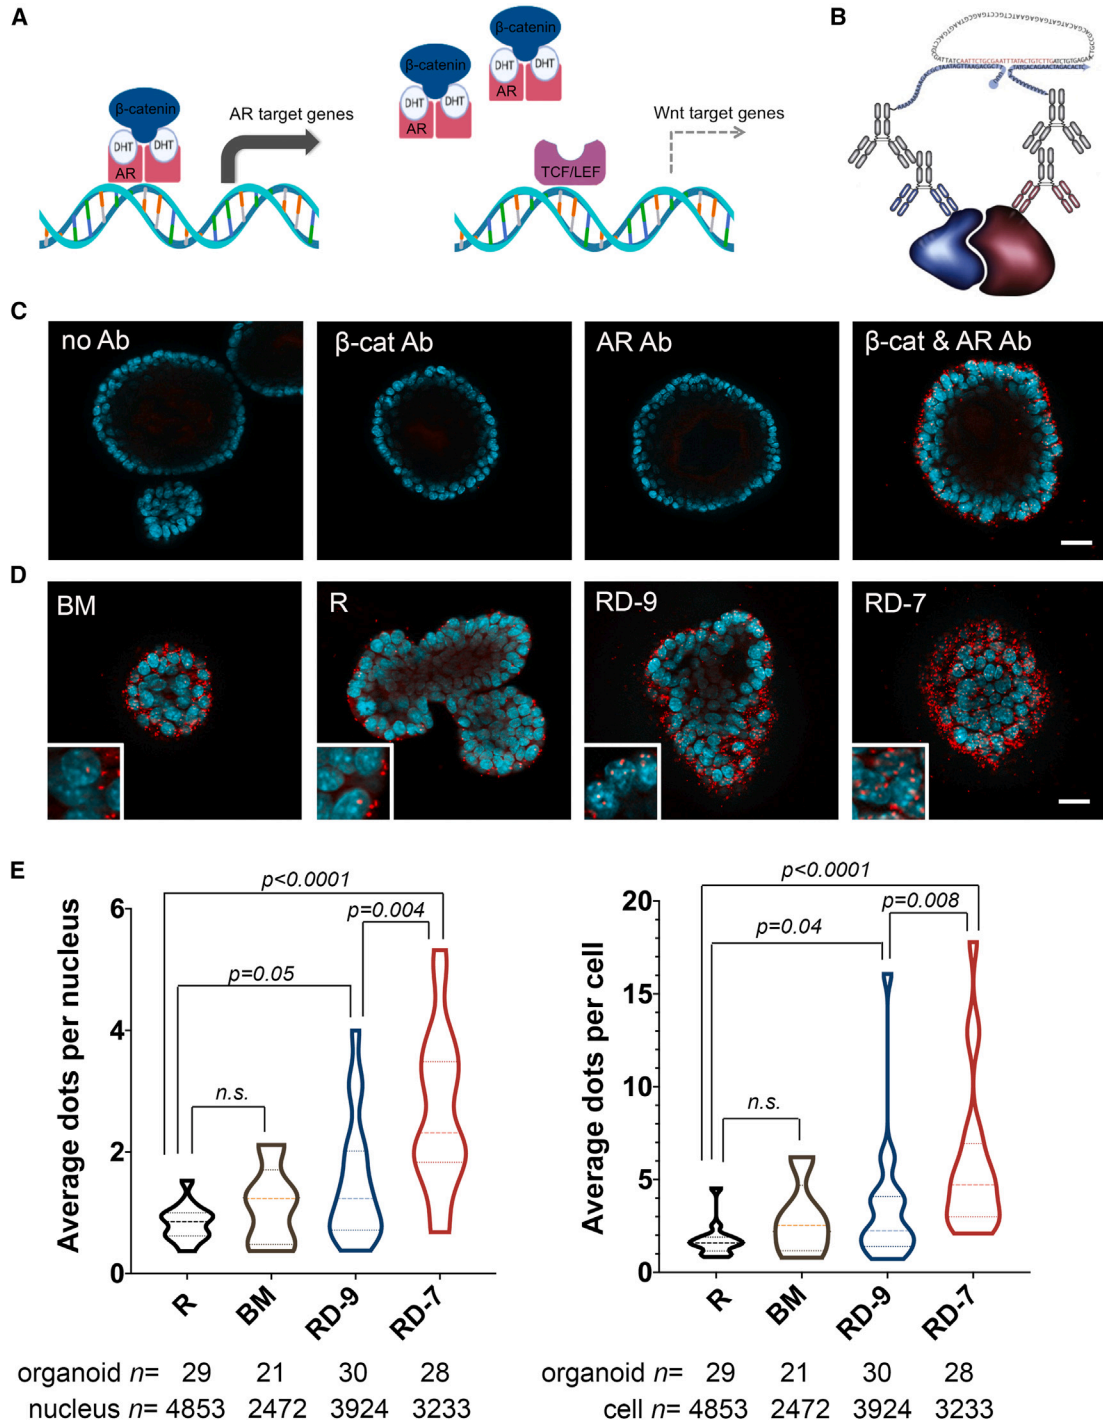 A
B
β-catenin
β-catenin
DHT
DHT
AR
β-catenin
DHT
DHT
AR
AR target genes
Wnt target genes
β-catenin
DHT
DHT
AR
TCF/LEF
C
no Ab
β-cat Ab
AR Ab
β-cat & AR Ab
D
BM
R
RD-9
RD-7
E
p<0.0001
p=0.004
p=0.05
n.s.
Average dots per nucleus
6
4
2
0
R
BM
RD-9
RD-7
organoid n= 29 21 30 28
nucleus n= 4853 2472 3924 3233
p<0.0001
p=0.008
p=0.04
n.s.
Average dots per cell
20
15
10
5
0
R
BM
RD-9
RD-7
organoid n= 29 21 30 28
cell n= 4853 2472 3924 3233